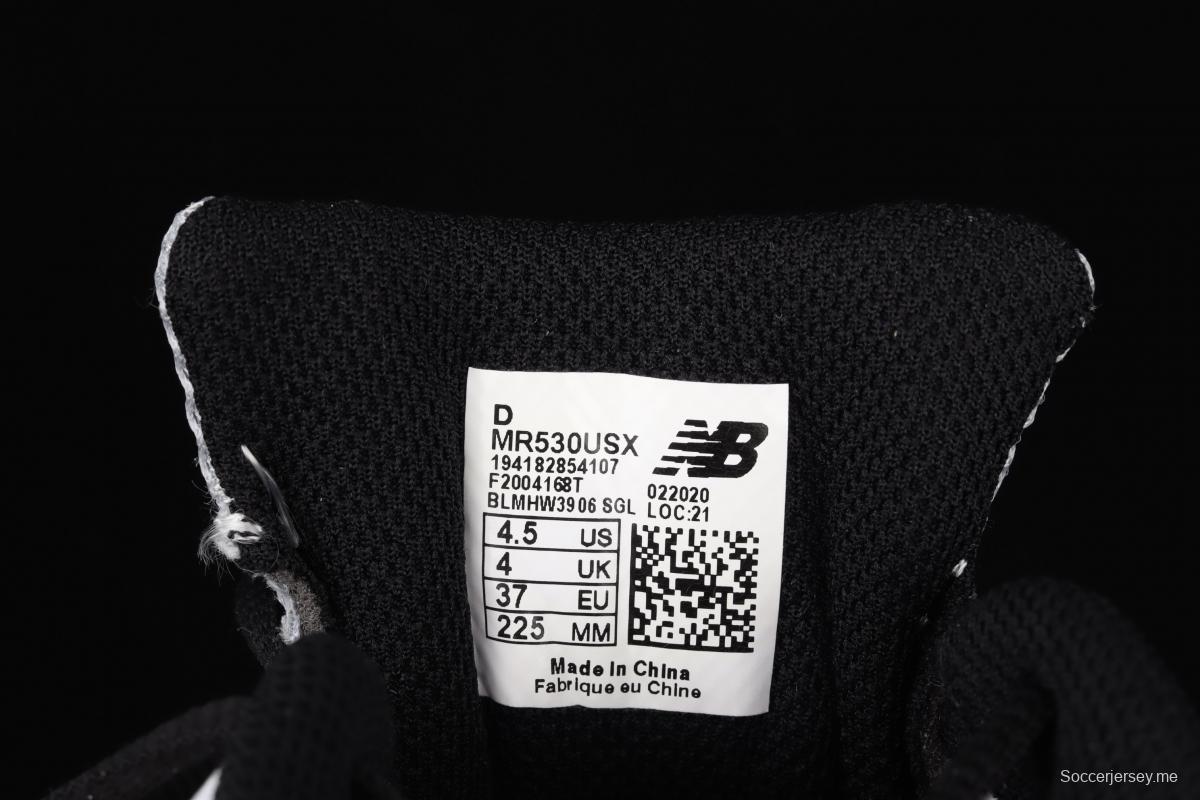 D
MR530USX
NB
194182854107
F2004168T
022020
BLMHW3906 SGL
LOC:21
4.5 US
4 UK
37 EU
225 MM
Made In China
Fabrique eu Chine
Soccerjersey.me